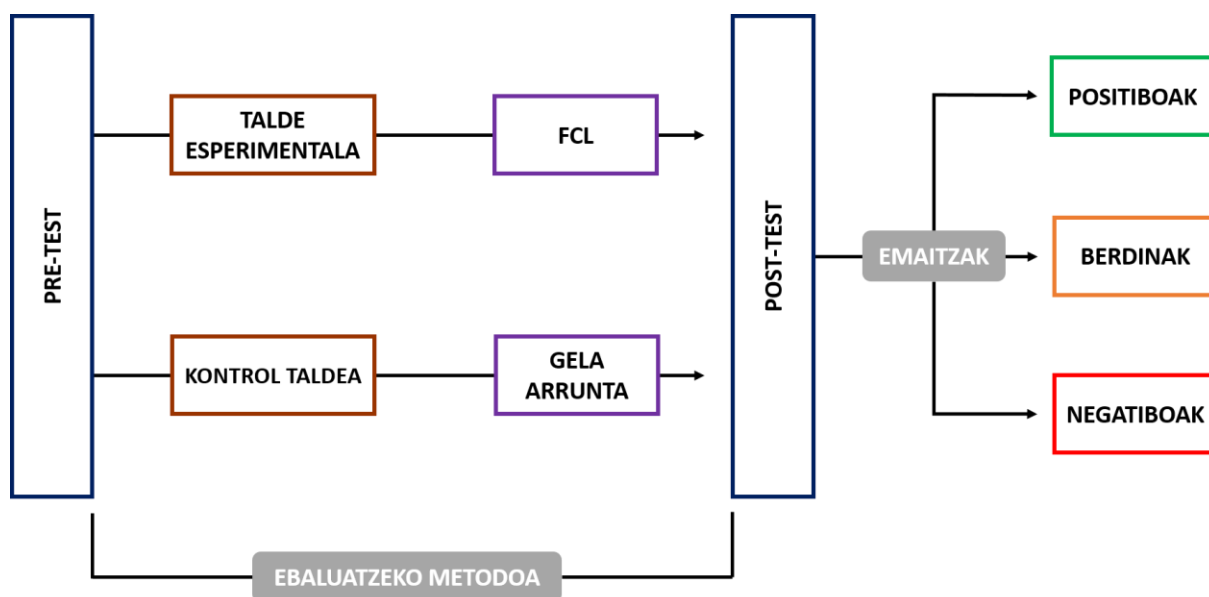 PRE-TEST
TALDE
ESPERIMENTALA
FCL
KONTROL TALDEA
GELA
ARRUNTA
POST-TEST
EMAITZAK
POSITIBOAK
BERDINAK
NEGATIBOAK
EBALUATZEKO METODOA